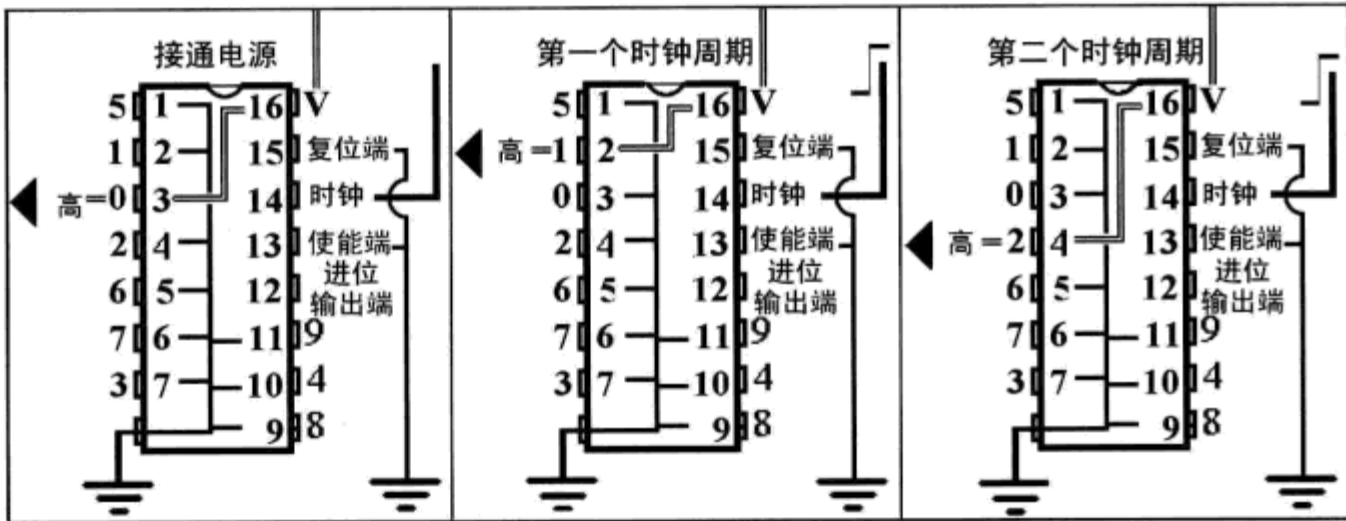 接通电源
5 1 16 V
1 2 15 复位端
高=0 3 14 时钟
2 4 13 使能端
6 5 12 进位
输出端
7 6 11 9
3 7 10 4
9 8
第一个时钟周期
5 1 16 V
高=1 2 15 复位端
0 3 14 时钟
2 4 13 使能端
6 5 12 进位
输出端
7 6 11 9
3 7 10 4
9 8
第二个时钟周期
5 1 16 V
1 2 15 复位端
0 3 14 时钟
高=2 4 13 使能端
6 5 12 进位
输出端
7 6 11 9
3 7 10 4
9 8